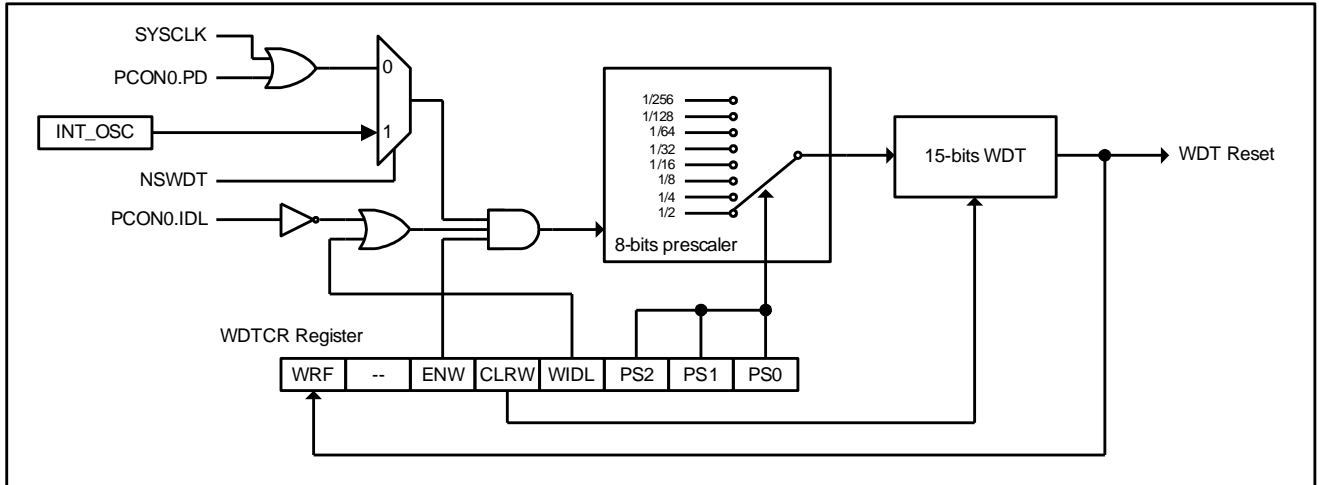 SYSCLK
PCON0.PD
0
INT_OSC
1
NSWDT
PCON0.IDL
1/256
1/128
1/64
1/32
1/16
1/8
1/4
1/2
8-bits prescaler
15-bits WDT
WDT Reset
WDTCR Register
WRF -- ENW CLRW WIDL PS2 PS1 PS0